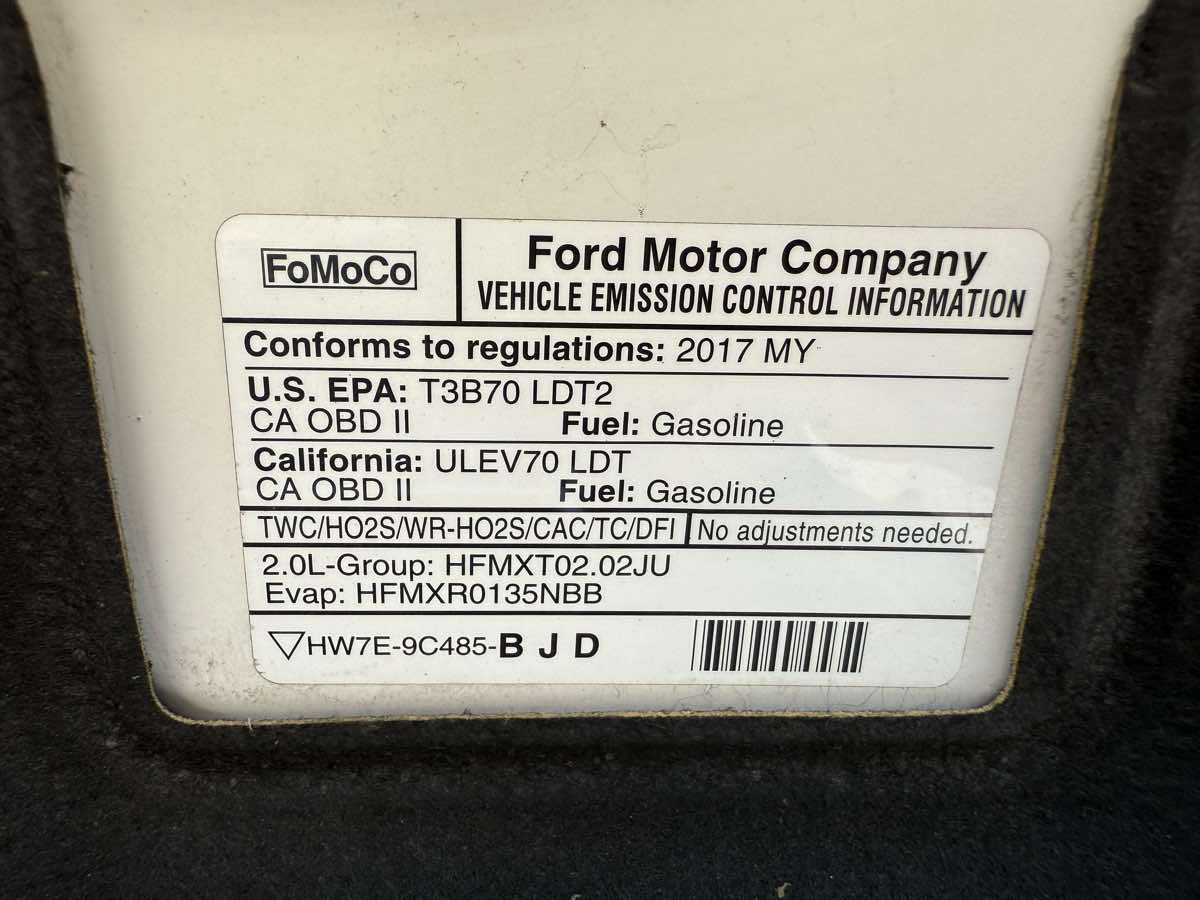 FoMoCo
Ford Motor Company
VEHICLE EMISSION CONTROL INFORMATION
Conforms to regulations: 2017 MY
U.S. EPA: T3B70 LDT2
CA OBD II Fuel: Gasoline
California: ULEV70 LDT
CA OBD II Fuel: Gasoline
TWC/HO2S/WR-HO2S/CAC/TC/DFI No adjustments needed.
2.0L-Group: HFMXT02.02JU
Evap: HFMXR0135NBB
HW7E-9C485-B J D